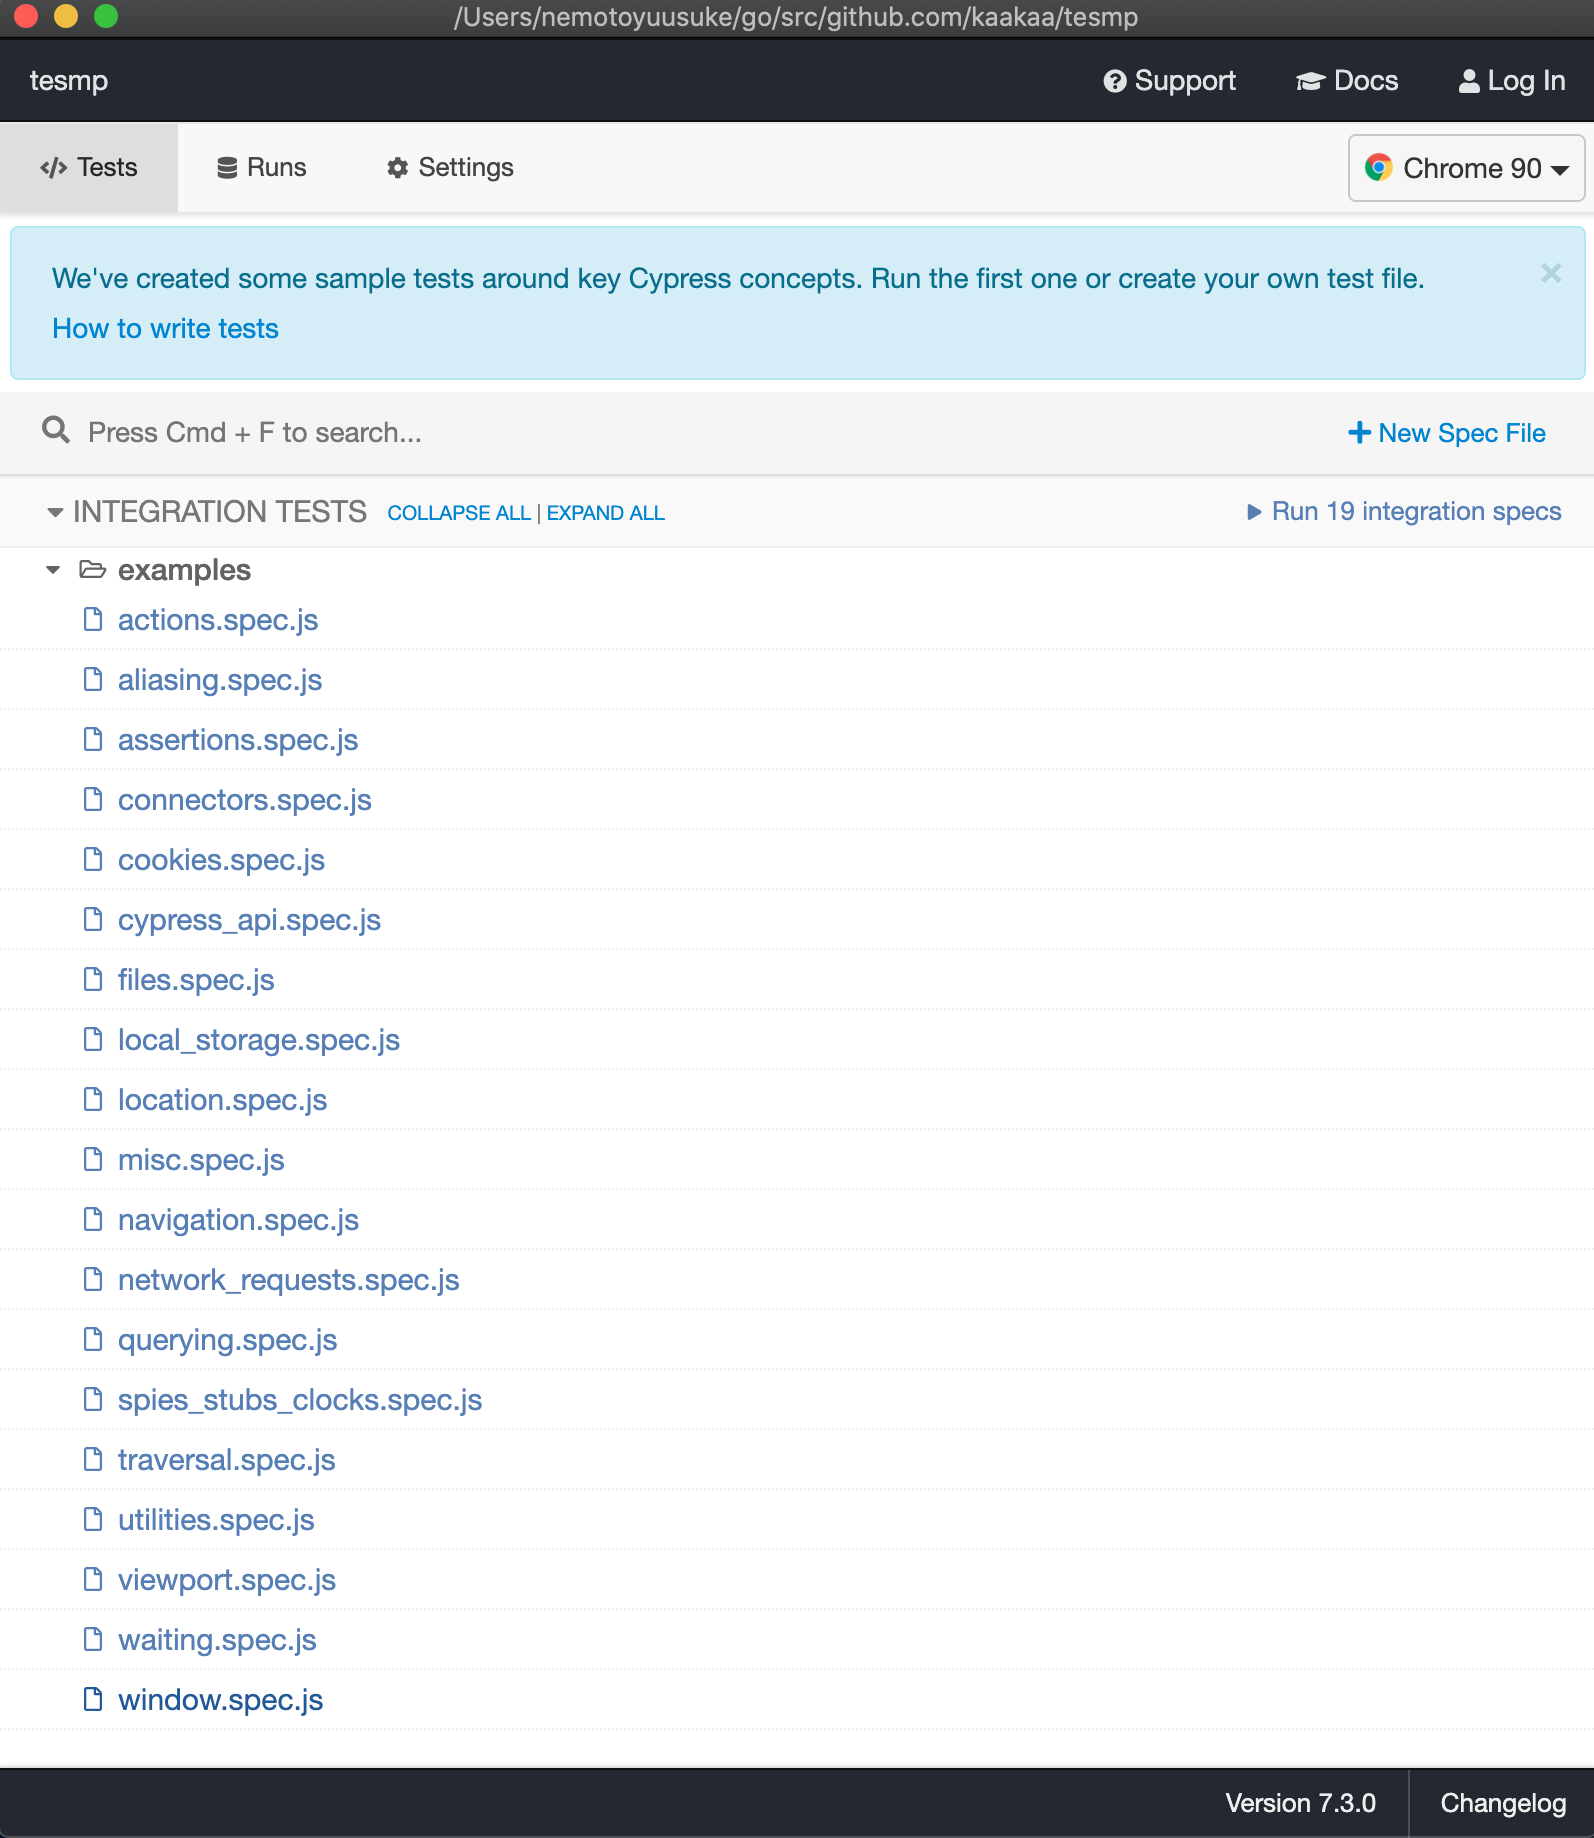 /Users/nemotoyuusuke/go/src/github.com/kaakaa/tesmp
tesmp Support Docs Log In
Tests Runs Settings Chrome 90
We've created some sample tests around key Cypress concepts. Run the first one or create your own test file.
How to write tests
Press Cmd + F to search... New Spec File
INTEGRATION TESTS COLLAPSE ALL | EXPAND ALL Run 19 integration specs
examples
actions.spec.js
aliasing.spec.js
assertions.spec.js
connectors.spec.js
cookies.spec.js
cypress_api.spec.js
files.spec.js
local_storage.spec.js
location.spec.js
misc.spec.js
navigation.spec.js
network_requests.spec.js
querying.spec.js
spies_stubs_clocks.spec.js
traversal.spec.js
utilities.spec.js
viewport.spec.js
waiting.spec.js
window.spec.js
Version 7.3.0 Changelog